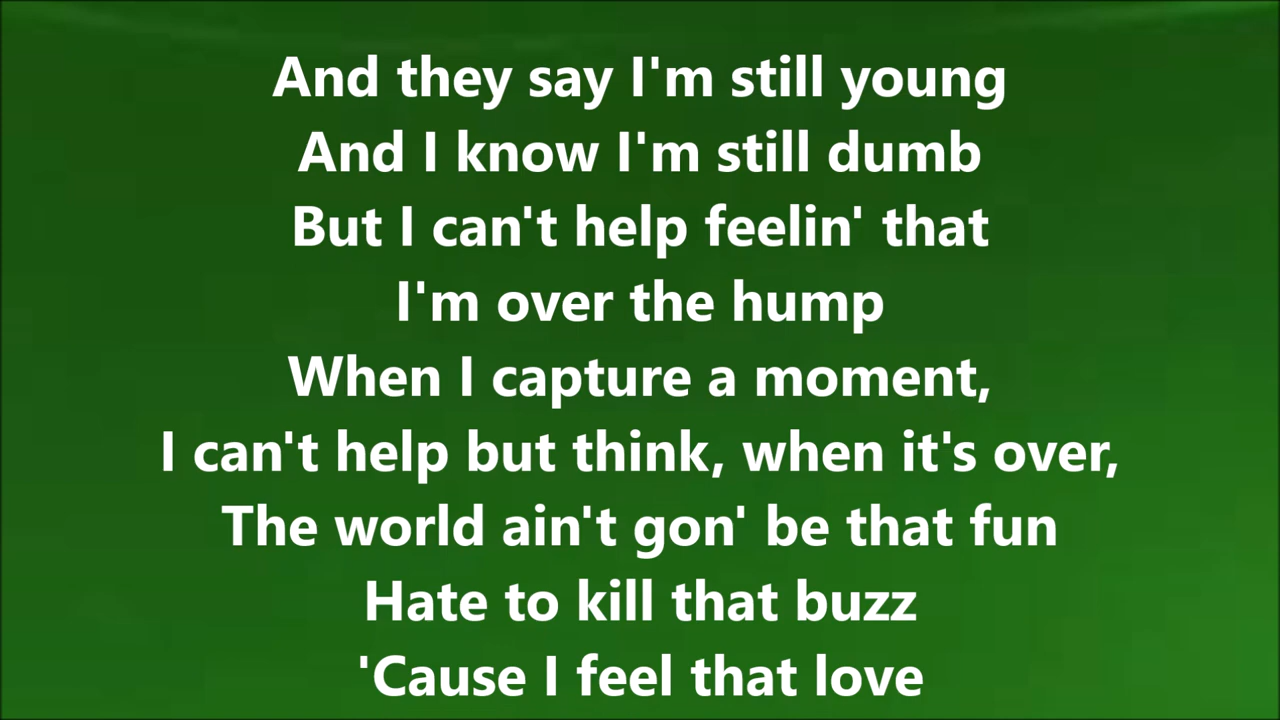 And they say I'm still young
And I know I'm still dumb
But I can't help feelin' that
I'm over the hump
When I capture a moment,
I can't help but think, when it's over,
The world ain't gon' be that fun
Hate to kill that buzz
'Cause I feel that love